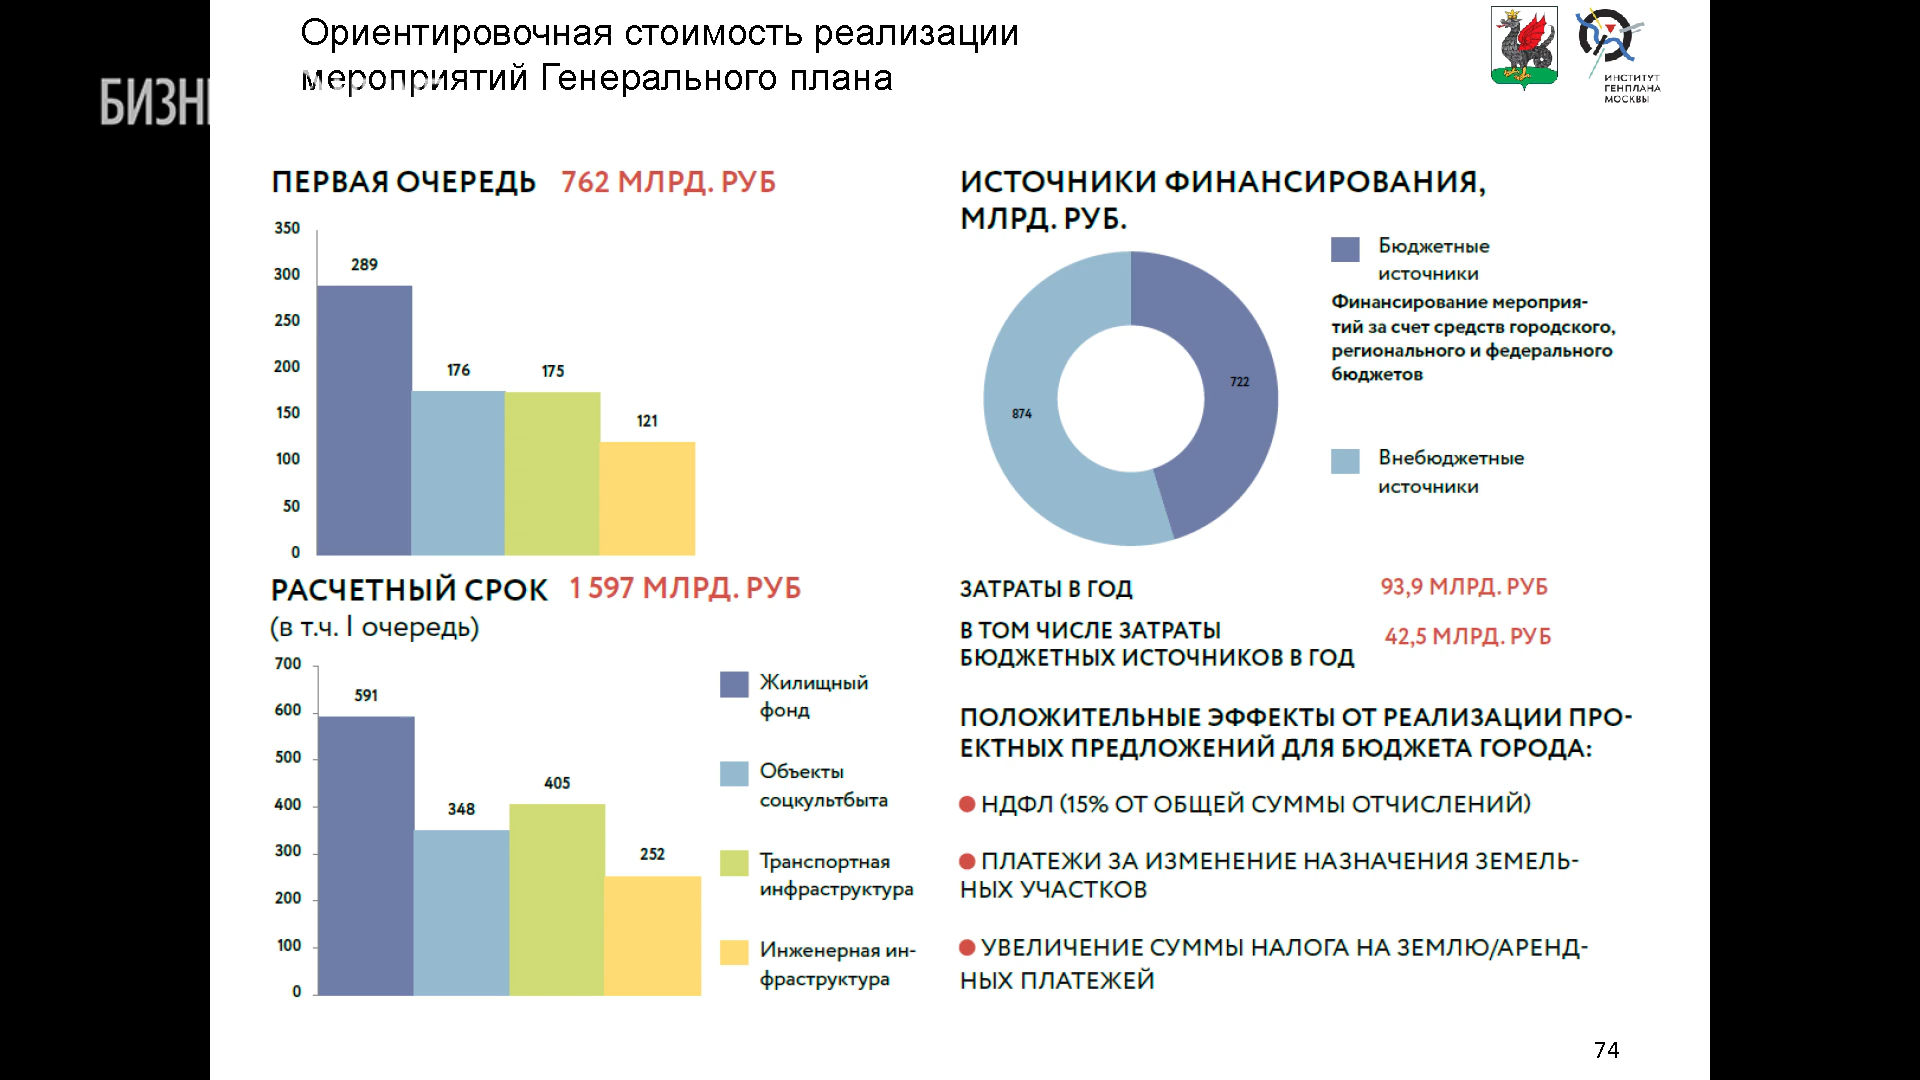 Ориентировочная стоимость реализации
мероприятий Генерального плана
ИНСТИТУТ
ГЕНПЛАНА
МОСКВЫ
ПЕРВАЯ ОЧЕРЕДЬ 762 МЛРД. РУБ
350
300
250
200
150
100
50
0
289
176
175
121
РАСЧЕТНЫЙ СРОК 1 597 МЛРД. РУБ
(в т.ч. I очередь)
700
600
500
400
300
200
100
0
591
348
405
252
Жилищный
фонд
Объекты
соцкультбыта
Транспортная
инфраструктура
Инженерная ин-
фраструктура
ИСТОЧНИКИ ФИНАНСИРОВАНИЯ,
МЛРД. РУБ.
722
874
Бюджетные
источники
Финансирование мероприя-
тий за счет средств городского,
регионального и федерального
бюджетов
Внебюджетные
источники
ЗАТРАТЫ В ГОД 93,9 МЛРД. РУБ
В ТОМ ЧИСЛЕ ЗАТРАТЫ
БЮДЖЕТНЫХ ИСТОЧНИКОВ В ГОД 42,5 МЛРД. РУБ
ПОЛОЖИТЕЛЬНЫЕ ЭФФЕКТЫ ОТ РЕАЛИЗАЦИИ ПРО-
ЕКТНЫХ ПРЕДЛОЖЕНИЙ ДЛЯ БЮДЖЕТА ГОРОДА:
НДФЛ (15% ОТ ОБЩЕЙ СУММЫ ОТЧИСЛЕНИЙ)
ПЛАТЕЖИ ЗА ИЗМЕНЕНИЕ НАЗНАЧЕНИЯ ЗЕМЕЛЬ-
НЫХ УЧАСТКОВ
УВЕЛИЧЕНИЕ СУММЫ НАЛОГА НА ЗЕМЛЮ/АРЕНД-
НЫХ ПЛАТЕЖЕЙ
74